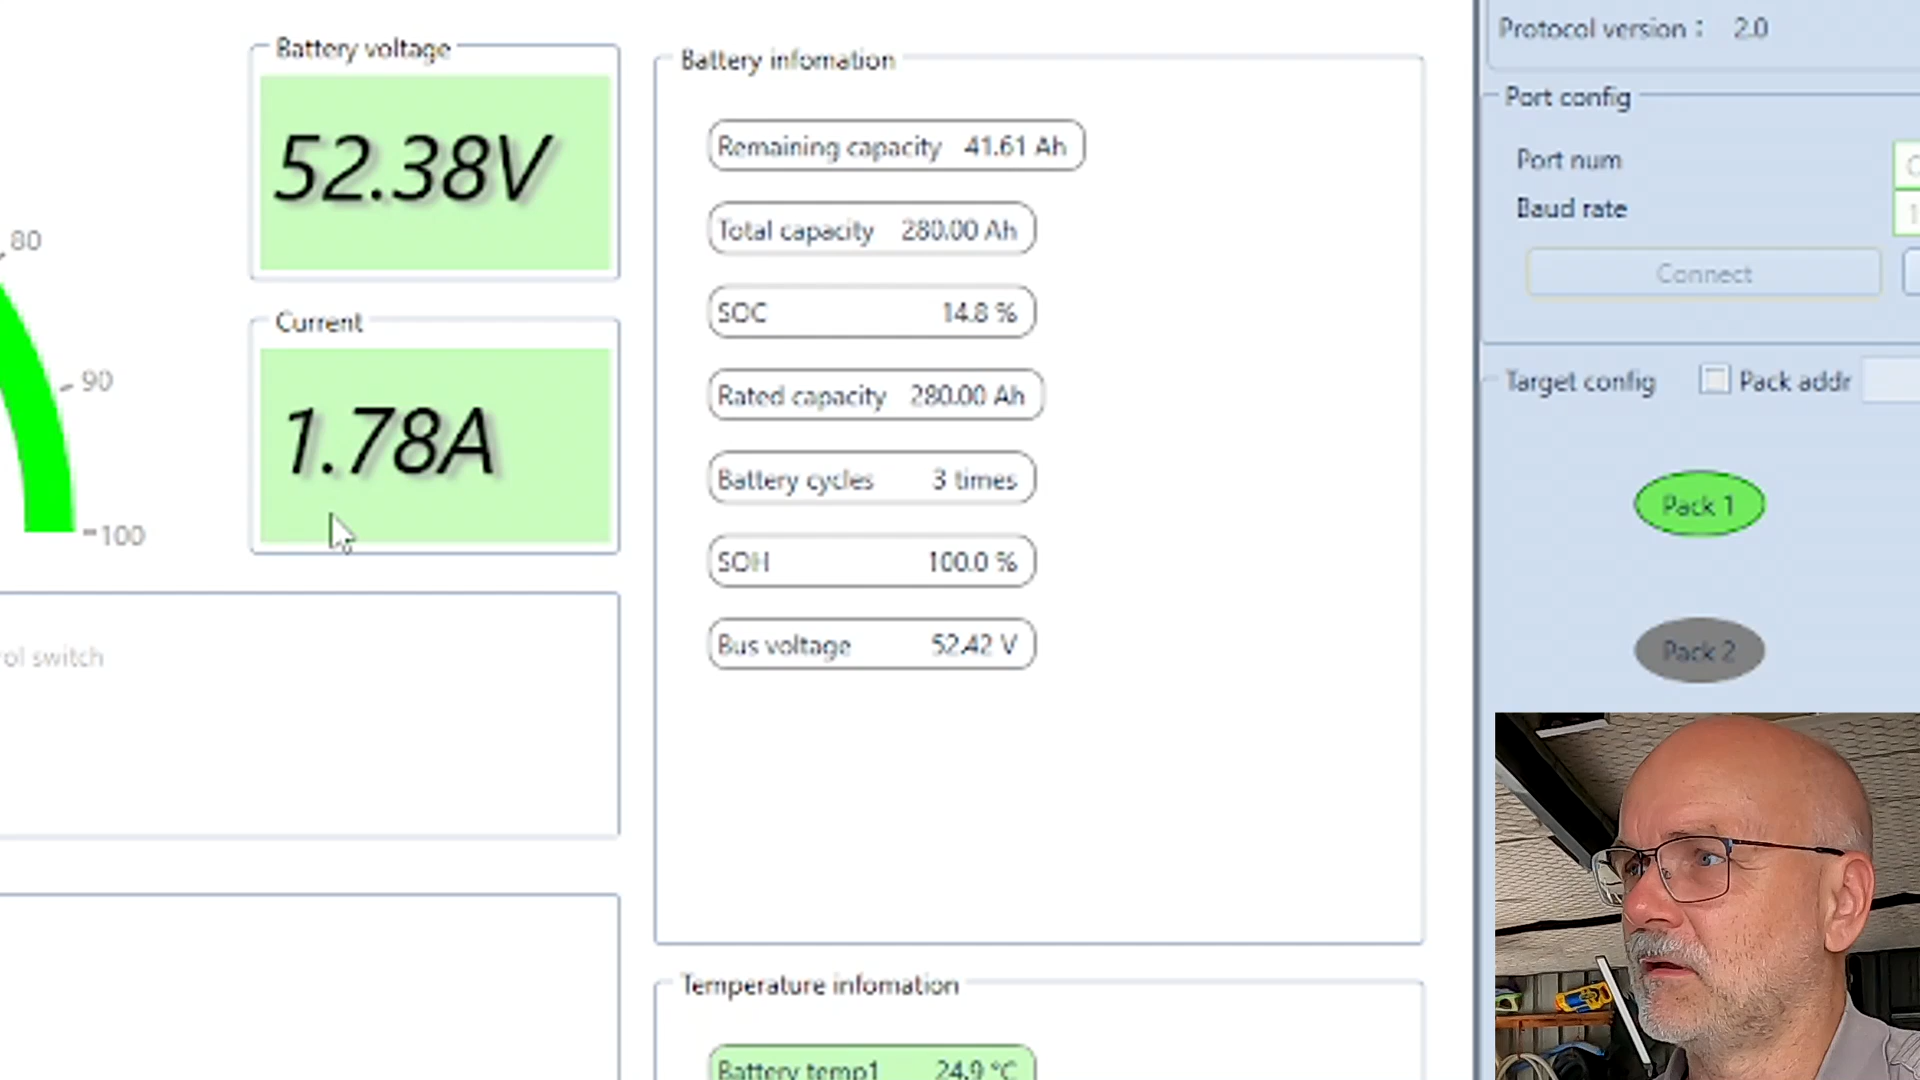 Battery voltage
52.38V
80
Current
1.78A
90
100
rol switch
Battery infomation
Remaining capacity 41.61 Ah
Total capacity 280.00 Ah
SOC 14.8 %
Rated capacity 280.00 Ah
Battery cycles 3 times
SOH 100.0 %
Bus voltage 52.42 V
Temperature infomation
Battery temp1 24.9 °C
Protocol version : 2.0
Port config
Port num
Baud rate
Connect
Target config Pack addr
Pack 1
Pack 2